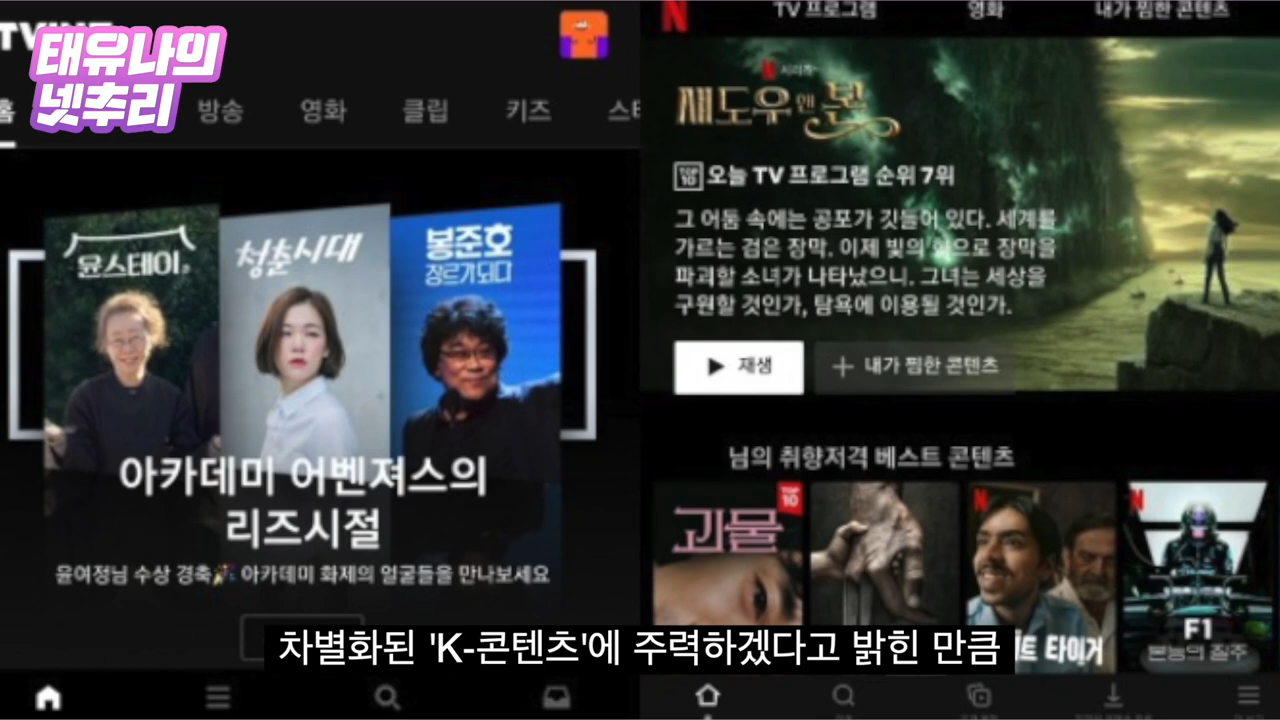 TVING
태유나의
넷추리
홈 방송 영화 클립 키즈
윤스테이
청춘시대
봉준호
장르가 되다
아카데미 어벤져스의
리즈시절
윤여정님 수상 경축🎉 아카데미 화제의 얼굴들을 만나보세요
N TV 프로그램 영화 내가 찜한 콘텐츠
N 시리즈
섀도우 앤 본
TOP 10 오늘 TV 프로그램 순위 7위
그 어둠 속에는 공포가 깃들어 있다. 세계를
가르는 검은 장막. 이제 빛의 힘으로 장막을
파괴할 소녀가 나타났으니. 그녀는 세상을
구원할 것인가, 탐욕에 이용될 것인가.
재생 + 내가 찜한 콘텐츠
님의 취향저격 베스트 콘텐츠
TOP 10
괴물
N
N
트 타이거
F1
본능의 질주
차별화된 'K-콘텐츠'에 주력하겠다고 밝힌 만큼